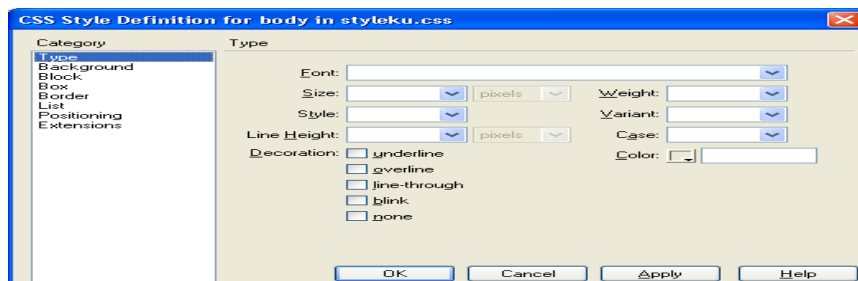 CSS Style Definition for body in styleku.css
Category
Type
Type
Background
Block
Box
Border
List
Positioning
Extensions
Font:
Size: pixels Weight:
Style: Variant:
Line Height: pixels Case:
Decoration: underline Color:
overline
line-through
blink
none
OK Cancel Apply Help